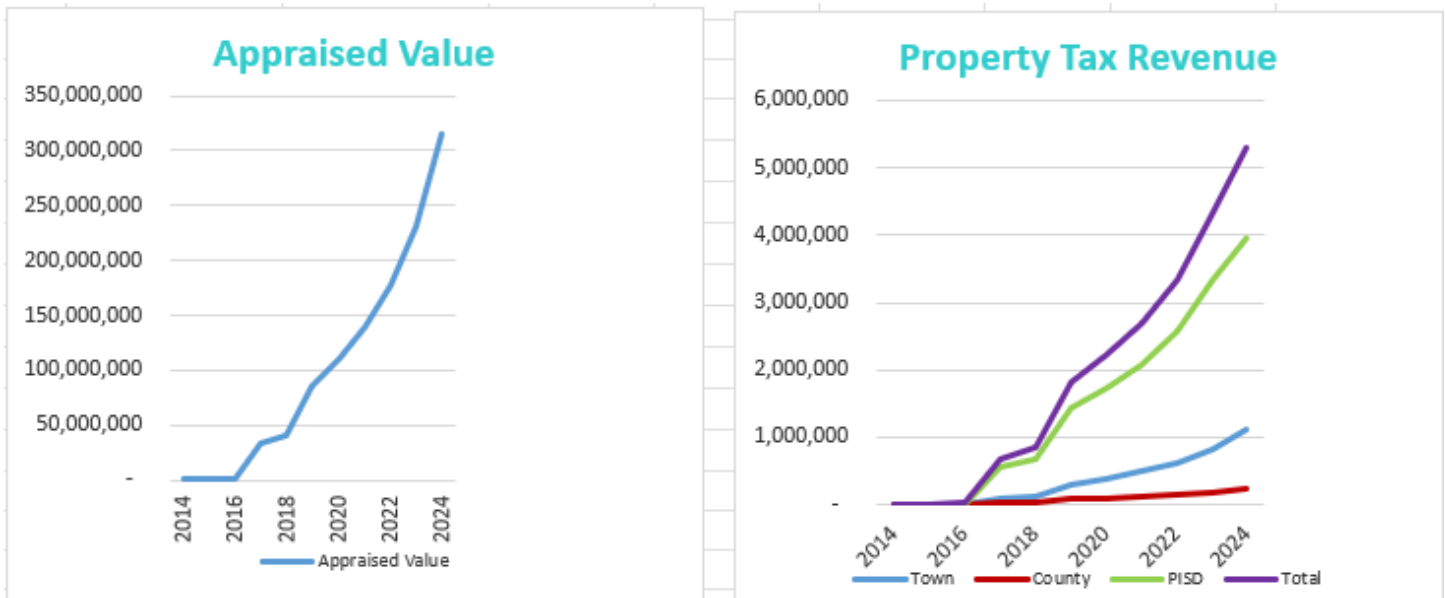 Appraised Value
350,000,000
300,000,000
250,000,000
200,000,000
150,000,000
100,000,000
50,000,000
-
2014 2016 2018 2020 2022 2024
Appraised Value
Property Tax Revenue
6,000,000
5,000,000
4,000,000
3,000,000
2,000,000
1,000,000
-
2014 2016 2018 2020 2022 2024
Town County PISD Total